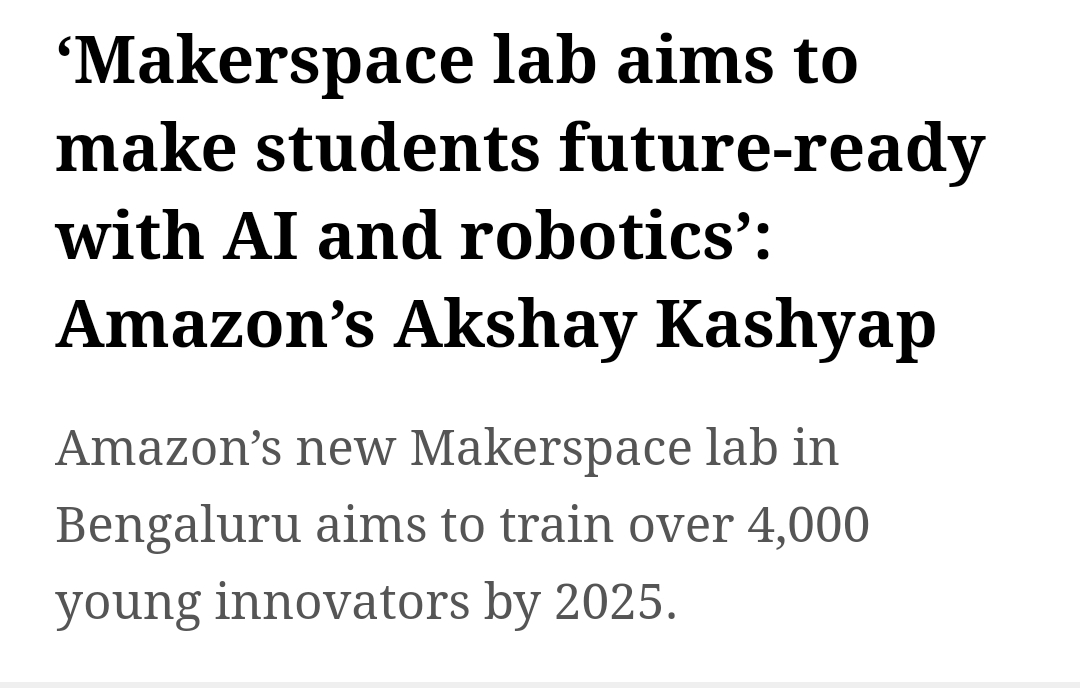 ‘Makerspace lab aims to
make students future-ready
with AI and robotics’:
Amazon’s Akshay Kashyap
Amazon’s new Makerspace lab in
Bengaluru aims to train over 4,000
young innovators by 2025.